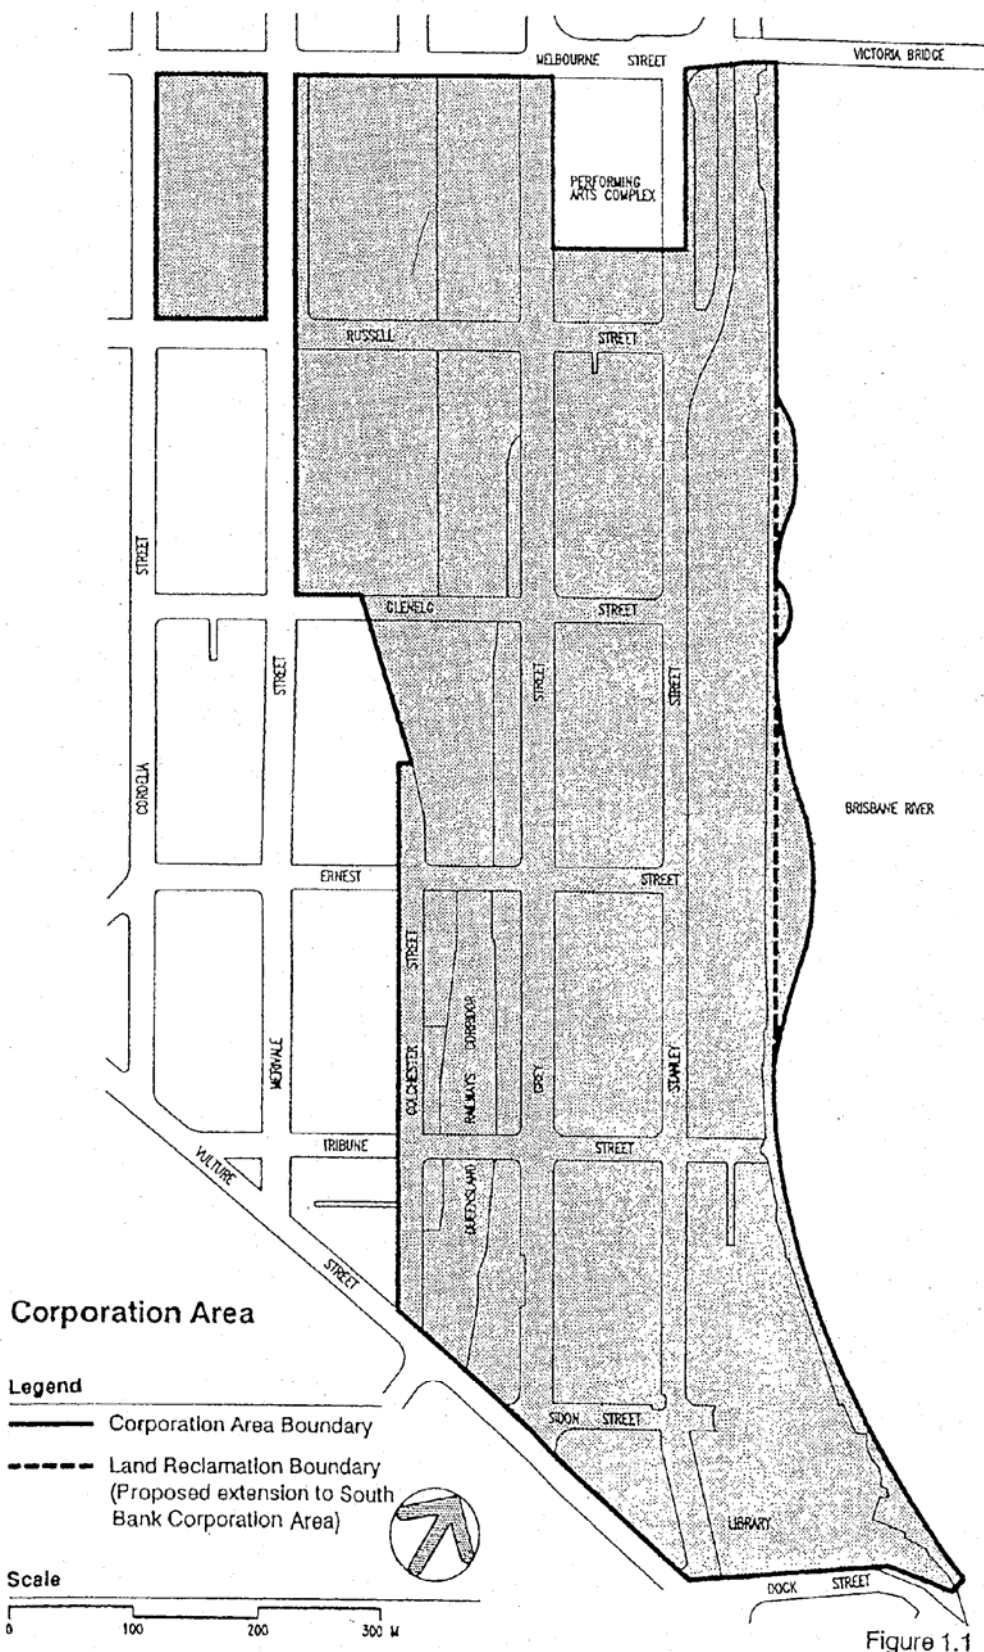 MELBOURNE STREET
VICTORIA BRIDGE
PERFORMING
ARTS COMPLEX
RUSSELL STREET
STREET
GLENELG STREET
STREET
STREET
STREET
CORDELIA
BRISBANE RIVER
ERNEST STREET
STREET
RAILWAYS CORRIDOR
MERIVALE
COLCHESTER
GREY
STANLEY
TRIBUNE STREET
VULTURE
QUEENSLAND
STREET
Corporation Area
Legend
Corporation Area Boundary
Land Reclamation Boundary
(Proposed extension to South
Bank Corporation Area)
SIDON STREET
LIBRARY
DOCK STREET
Scale
0 100 200 300 M
Figure 1.1